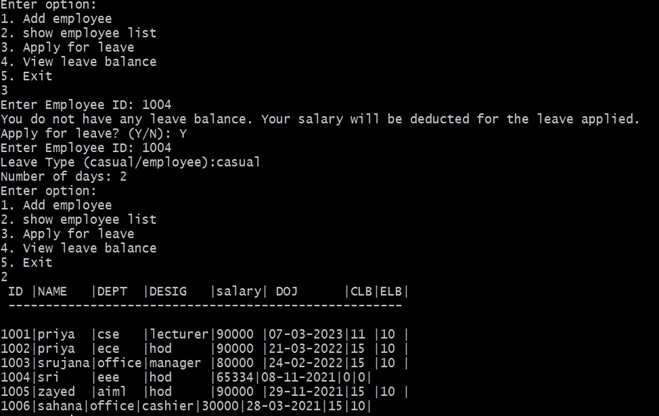 Enter option:
1. Add employee
2. show employee list
3. Apply for leave
4. View leave balance
5. Exit
3
Enter Employee ID: 1004
You do not have any leave balance. Your salary will be deducted for the leave applied.
Apply for leave? (Y/N): Y
Enter Employee ID: 1004
Leave Type (casual/employee):casual
Number of days: 2
Enter option:
1. Add employee
2. show employee list
3. Apply for leave
4. View leave balance
5. Exit
2
ID |NAME |DEPT |DESIG |salary| DOJ |CLB|ELB|
----------------------------------------------------
1001|priya |cse |lecturer|90000 |07-03-2023|11 |10 |
1002|priya |ece |hod |90000 |21-03-2022|15 |10 |
1003|srujana|office|manager |80000 |24-02-2022|15 |10 |
1004|sri |eee |hod |65334|08-11-2021|0|0|
1005|zayed |aiml |hod |90000 |29-11-2021|15 |10 |
1006|sahana|office|cashier|30000|28-03-2021|15|10|